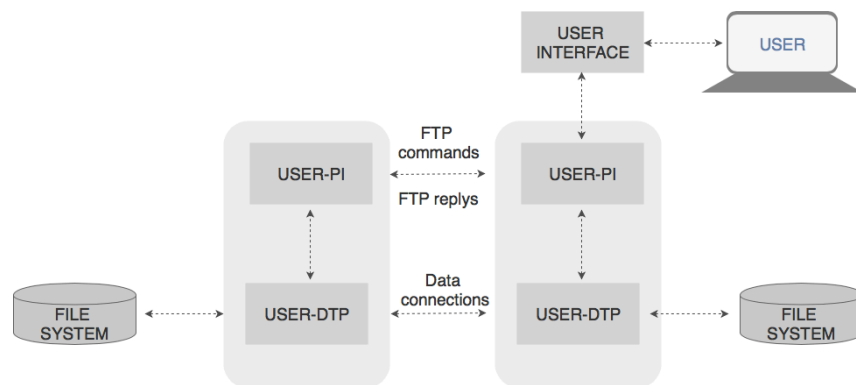 USER
INTERFACE
USER
FTP
commands
USER-PI
USER-PI
FTP replys
Data
connections
USER-DTP
USER-DTP
FILE
SYSTEM
FILE
SYSTEM